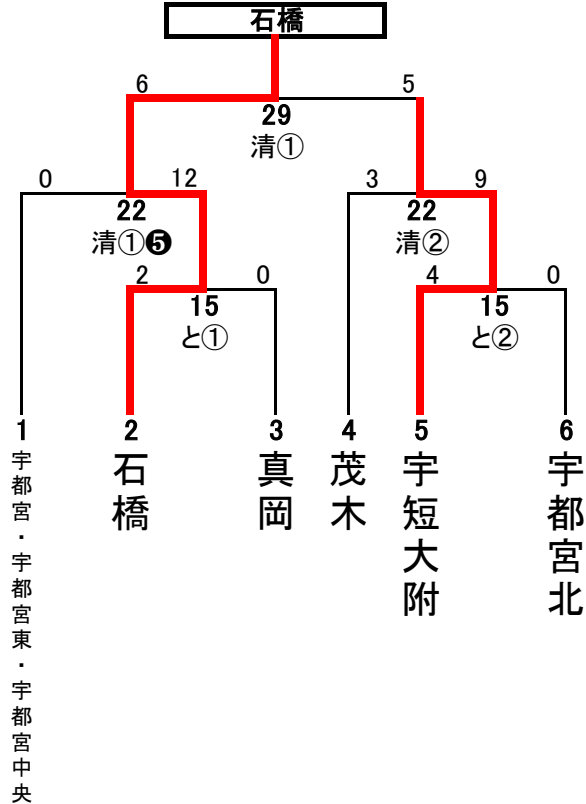 石橋
6 5
29
清①
0 12 3 9
22 22
清①❺ 清②
2 0 4 0
15 15
と① と②
1 2 3 4 5 6
宇都宮・宇都宮東・宇都宮中央
石橋
真岡
茂木
宇短大附
宇都宮北